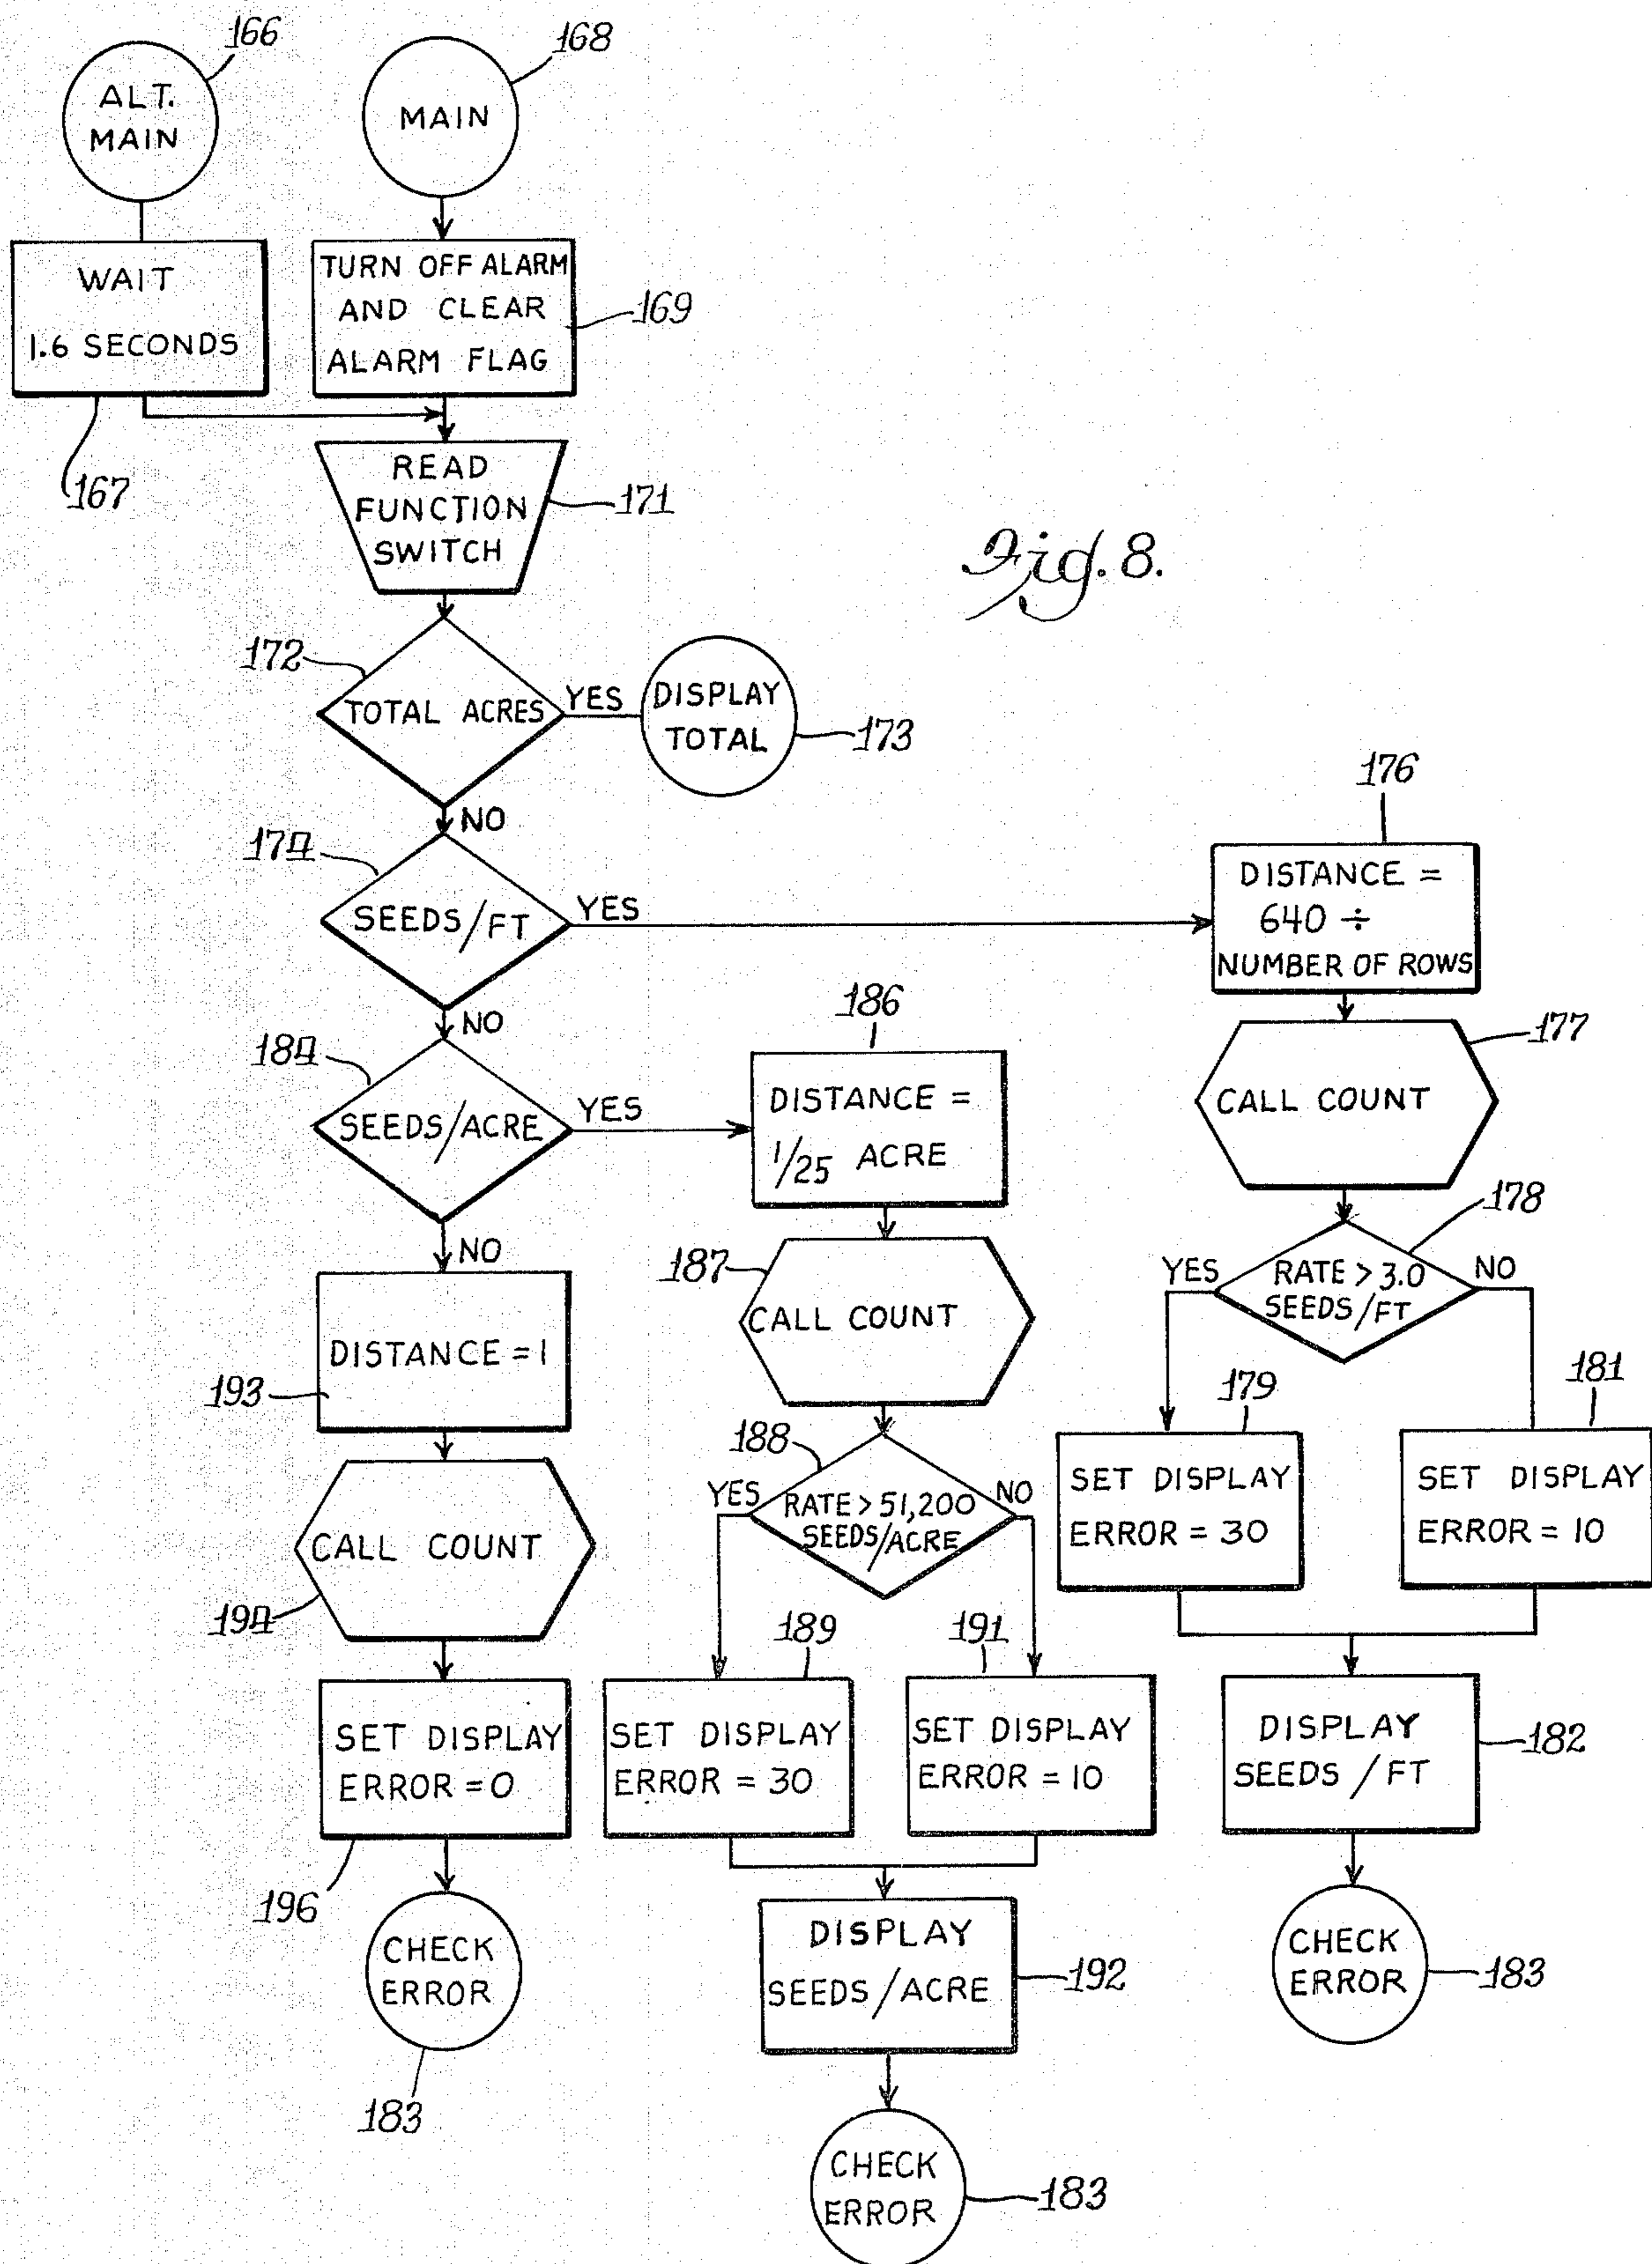 166
ALT.
MAIN
168
MAIN
WAIT
1.6 SECONDS
167
TURN OFF ALARM
AND CLEAR
ALARM FLAG
169
READ
FUNCTION
SWITCH
171
Fig. 8.
172
TOTAL ACRES
YES
DISPLAY
TOTAL
173
NO
174
SEEDS/FT
YES
176
DISTANCE =
640 ÷
NUMBER OF ROWS
NO
184
SEEDS/ACRE
YES
186
DISTANCE =
1/25 ACRE
177
CALL COUNT
178
YES
RATE > 3.0
SEEDS/FT
NO
NO
DISTANCE = 1
193
187
CALL COUNT
179
SET DISPLAY
ERROR = 30
181
SET DISPLAY
ERROR = 10
188
YES
RATE > 51,200
SEEDS/ACRE
NO
CALL COUNT
194
189
SET DISPLAY
ERROR = 30
191
SET DISPLAY
ERROR = 10
DISPLAY
SEEDS / FT
182
SET DISPLAY
ERROR = 0
196
CHECK
ERROR
183
DISPLAY
SEEDS/ACRE
192
CHECK
ERROR
183
CHECK
ERROR
183